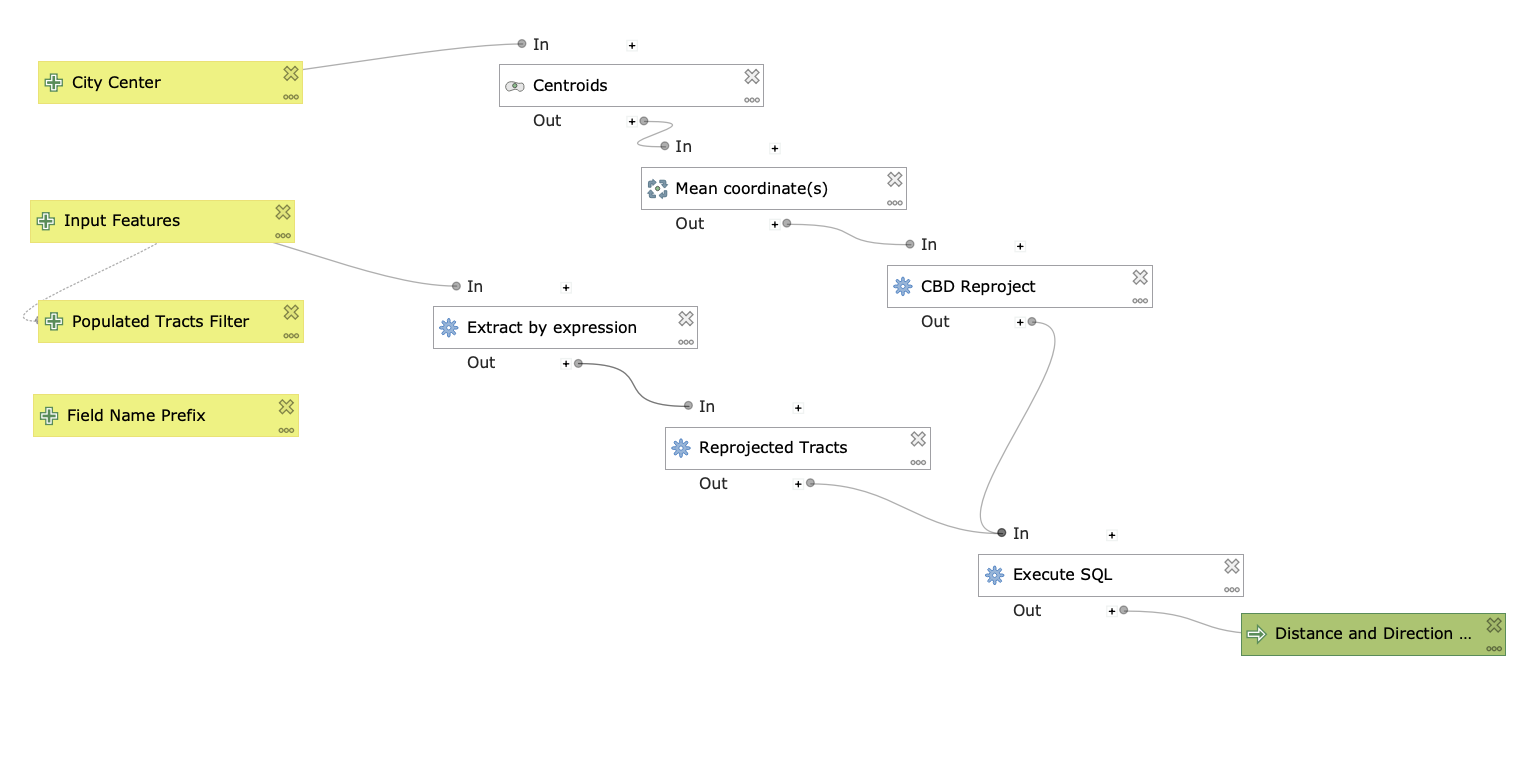 In
City Center
Centroids
Out
In
Mean coordinate(s)
Out
Input Features
In
CBD Reproject
Out
In
Populated Tracts Filter
Extract by expression
Out
Field Name Prefix
In
Reprojected Tracts
Out
In
Execute SQL
Out
Distance and Direction ...